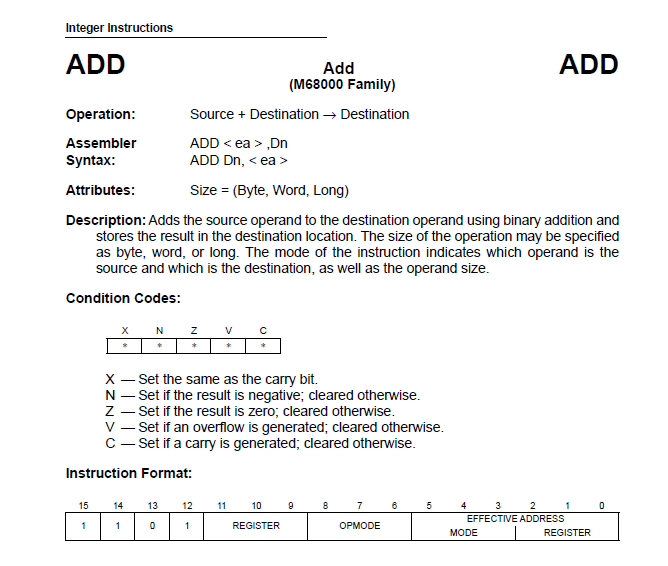 Integer Instructions
ADD Add ADD
(M68000 Family)
Operation: Source + Destination → Destination
Assembler ADD < ea > ,Dn
Syntax: ADD Dn, < ea >
Attributes: Size = (Byte, Word, Long)
Description: Adds the source operand to the destination operand using binary addition and
stores the result in the destination location. The size of the operation may be specified
as byte, word, or long. The mode of the instruction indicates which operand is the
source and which is the destination, as well as the operand size.
Condition Codes:
X N Z V C
* * * * *
X — Set the same as the carry bit.
N — Set if the result is negative; cleared otherwise.
Z — Set if the result is zero; cleared otherwise.
V — Set if an overflow is generated; cleared otherwise.
C — Set if a carry is generated; cleared otherwise.
Instruction Format:
15 14 13 12 11 10 9 8 7 6 5 4 3 2 1 0
1 1 0 1 REGISTER OPMODE EFFECTIVE ADDRESS
MODE REGISTER